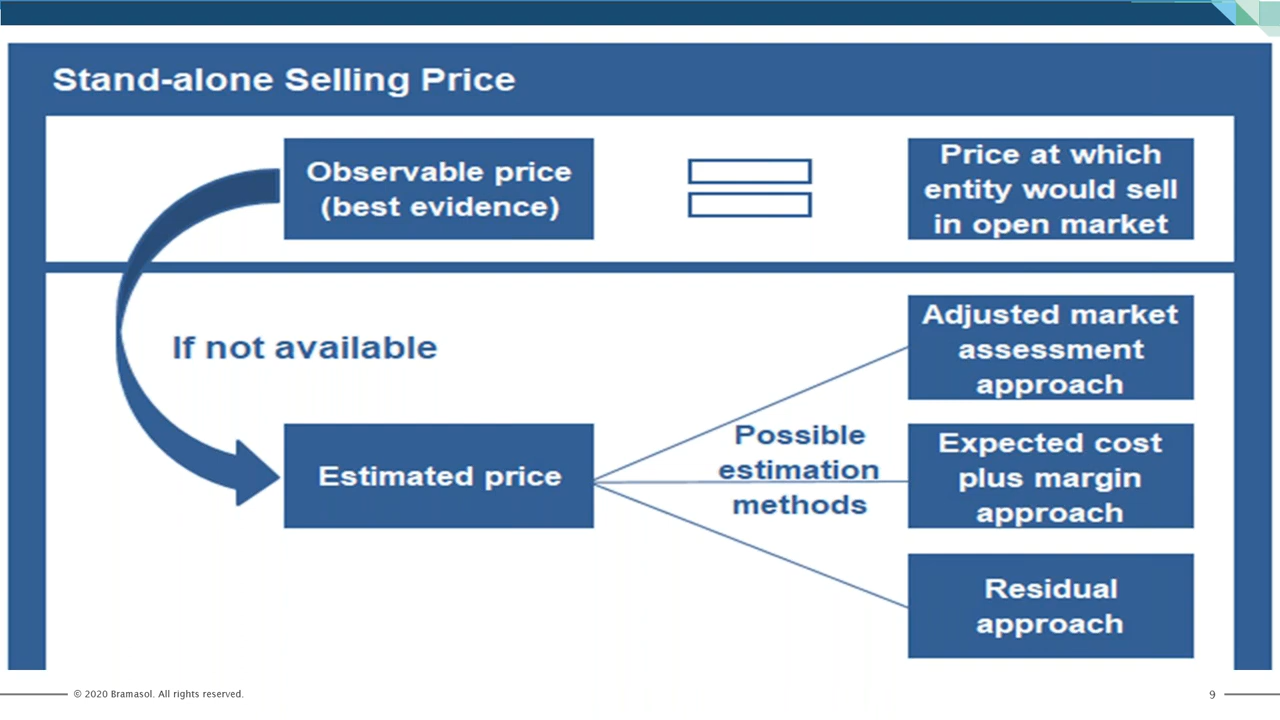 Stand-alone Selling Price
Observable price
(best evidence)
Price at which
entity would sell
in open market
If not available
Estimated price
Possible
estimation
methods
Adjusted market
assessment
approach
Expected cost
plus margin
approach
Residual
approach
© 2020 Bramasol. All rights reserved.
9